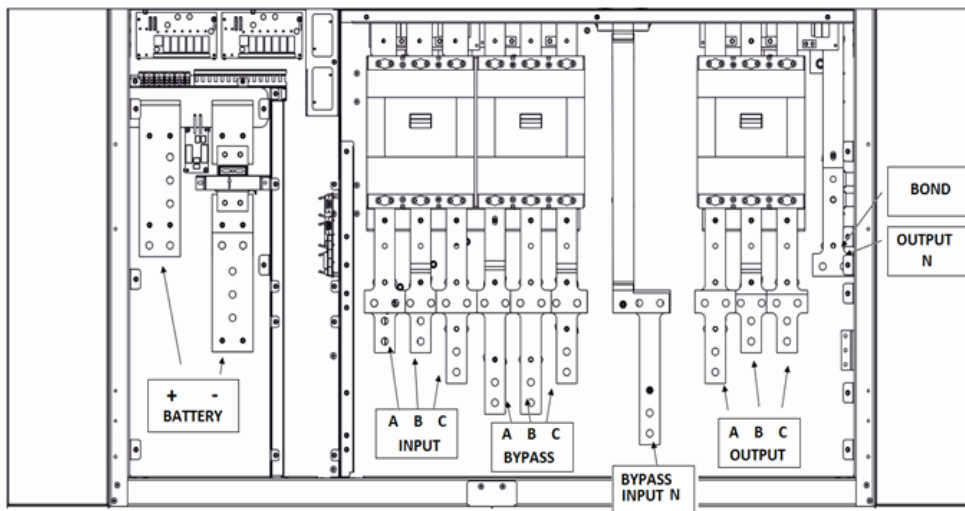 BOND
OUTPUT
N
+ -
BATTERY
A B C
INPUT
A B C
BYPASS
BYPASS
INPUT N
A B C
OUTPUT